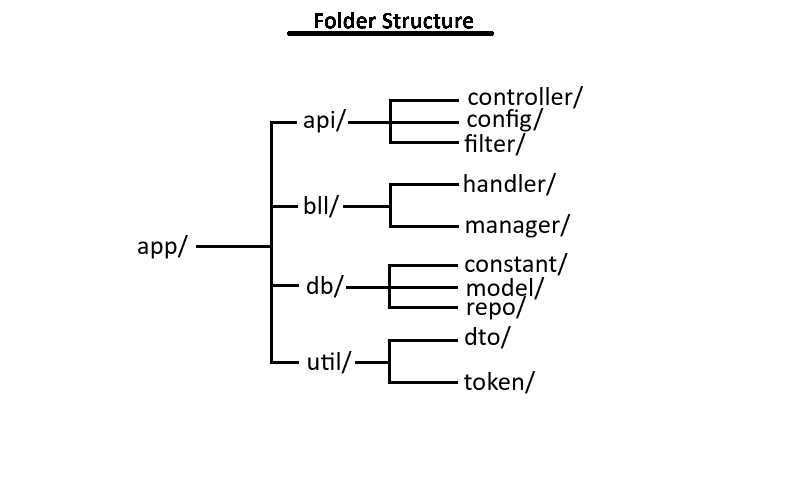 Folder Structure
controller/
api/
config/
filter/
handler/
bll/
manager/
app/
constant/
db/
model/
repo/
dto/
util/
token/